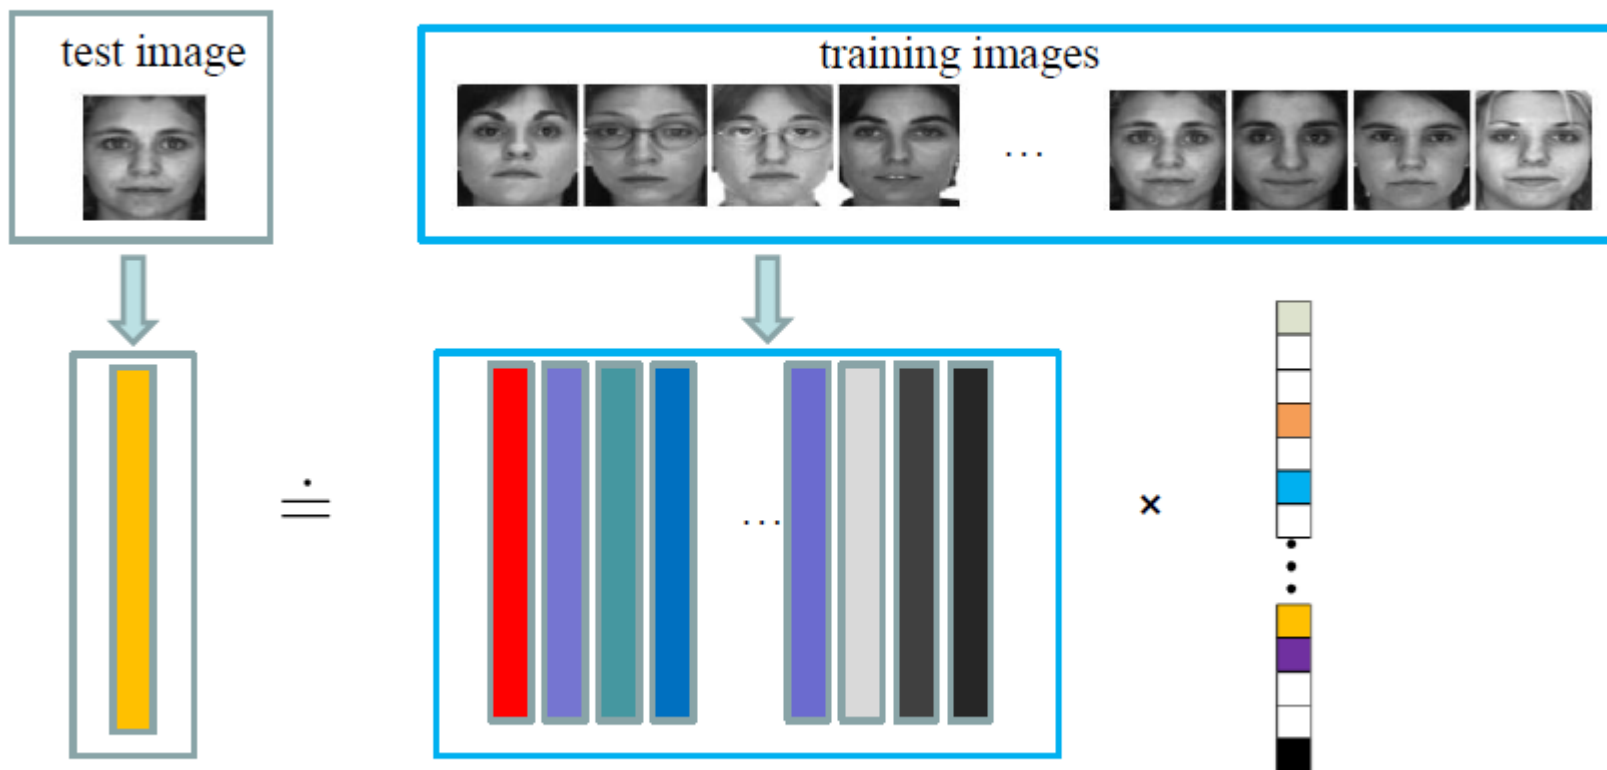 test image
training images
...
≐
...
×